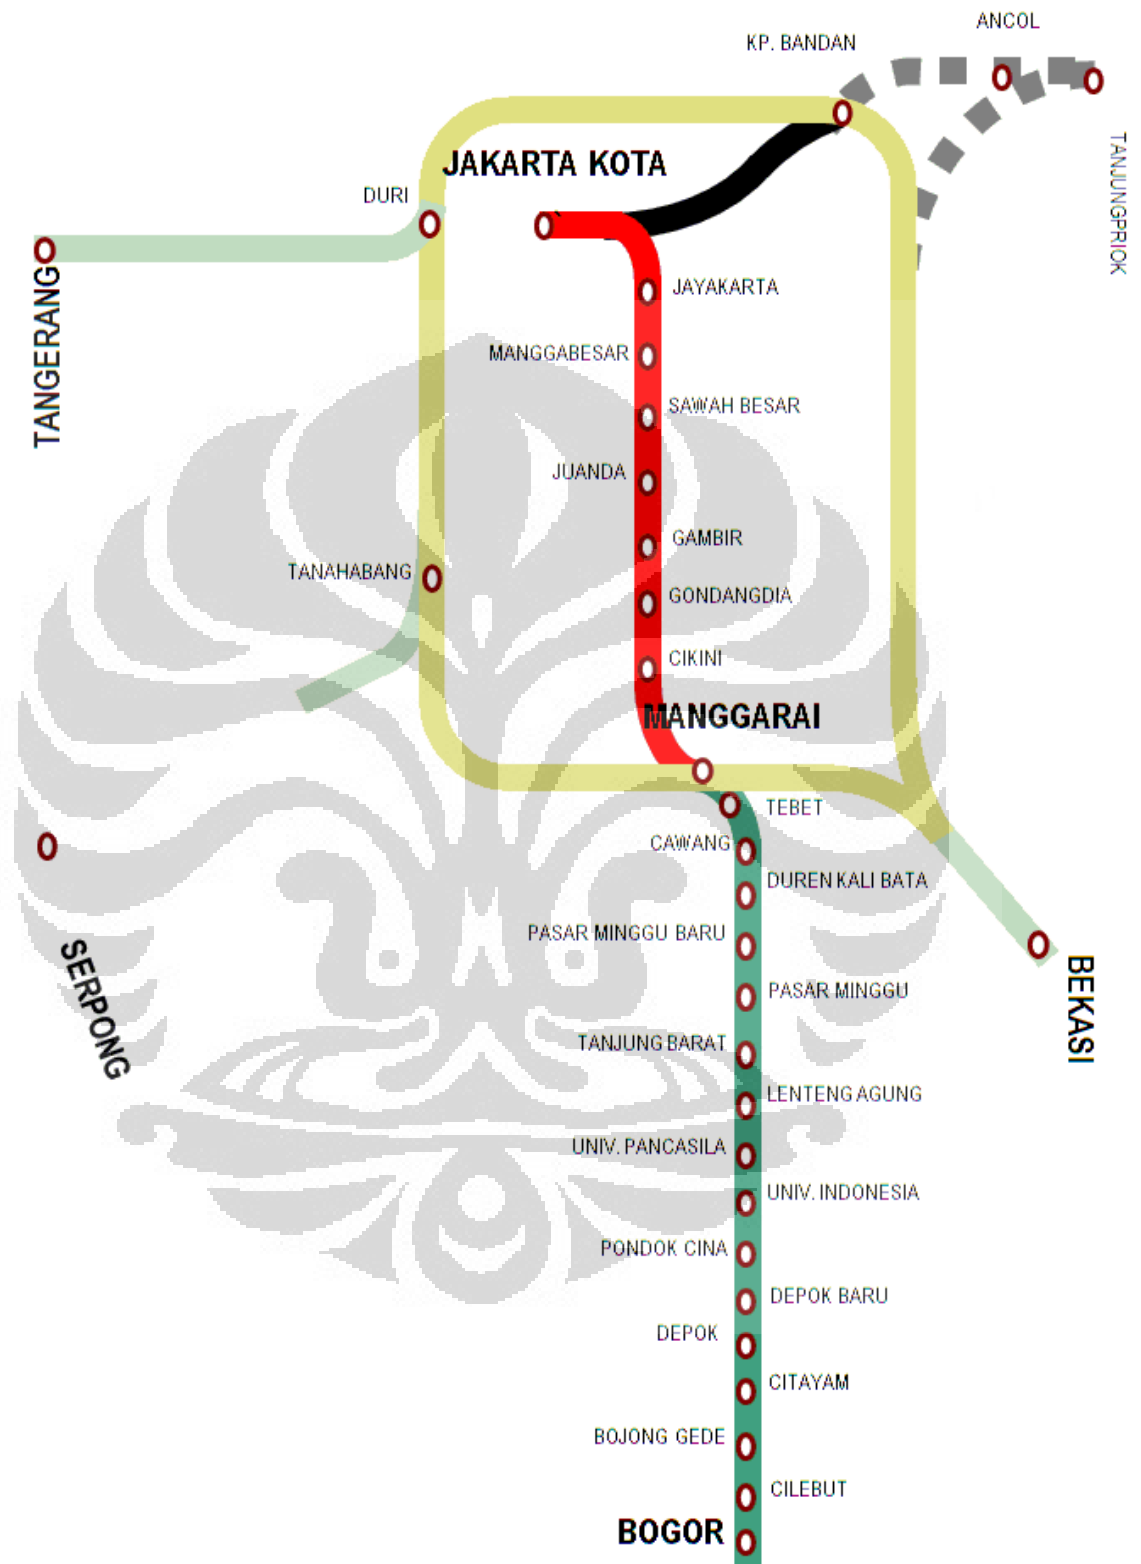 ANCOL
KP. BANDAN
JAKARTA KOTA
TANJUNGPRIOK
DURI
TANGERANG
JAYAKARTA
MANGGABESAR
SAWAH BESAR
JUANDA
GAMBIR
TANAHABANG
GONDANGDIA
CIKINI
MANGGARAI
TEBET
CAWANG
DUREN KALI BATA
PASAR MINGGU BARU
SERPONG
BEKASI
PASAR MINGGU
TANJUNG BARAT
LENTENG AGUNG
UNIV. PANCASILA
UNIV. INDONESIA
PONDOK CINA
DEPOK BARU
DEPOK
CITAYAM
BOJONG GEDE
CILEBUT
BOGOR